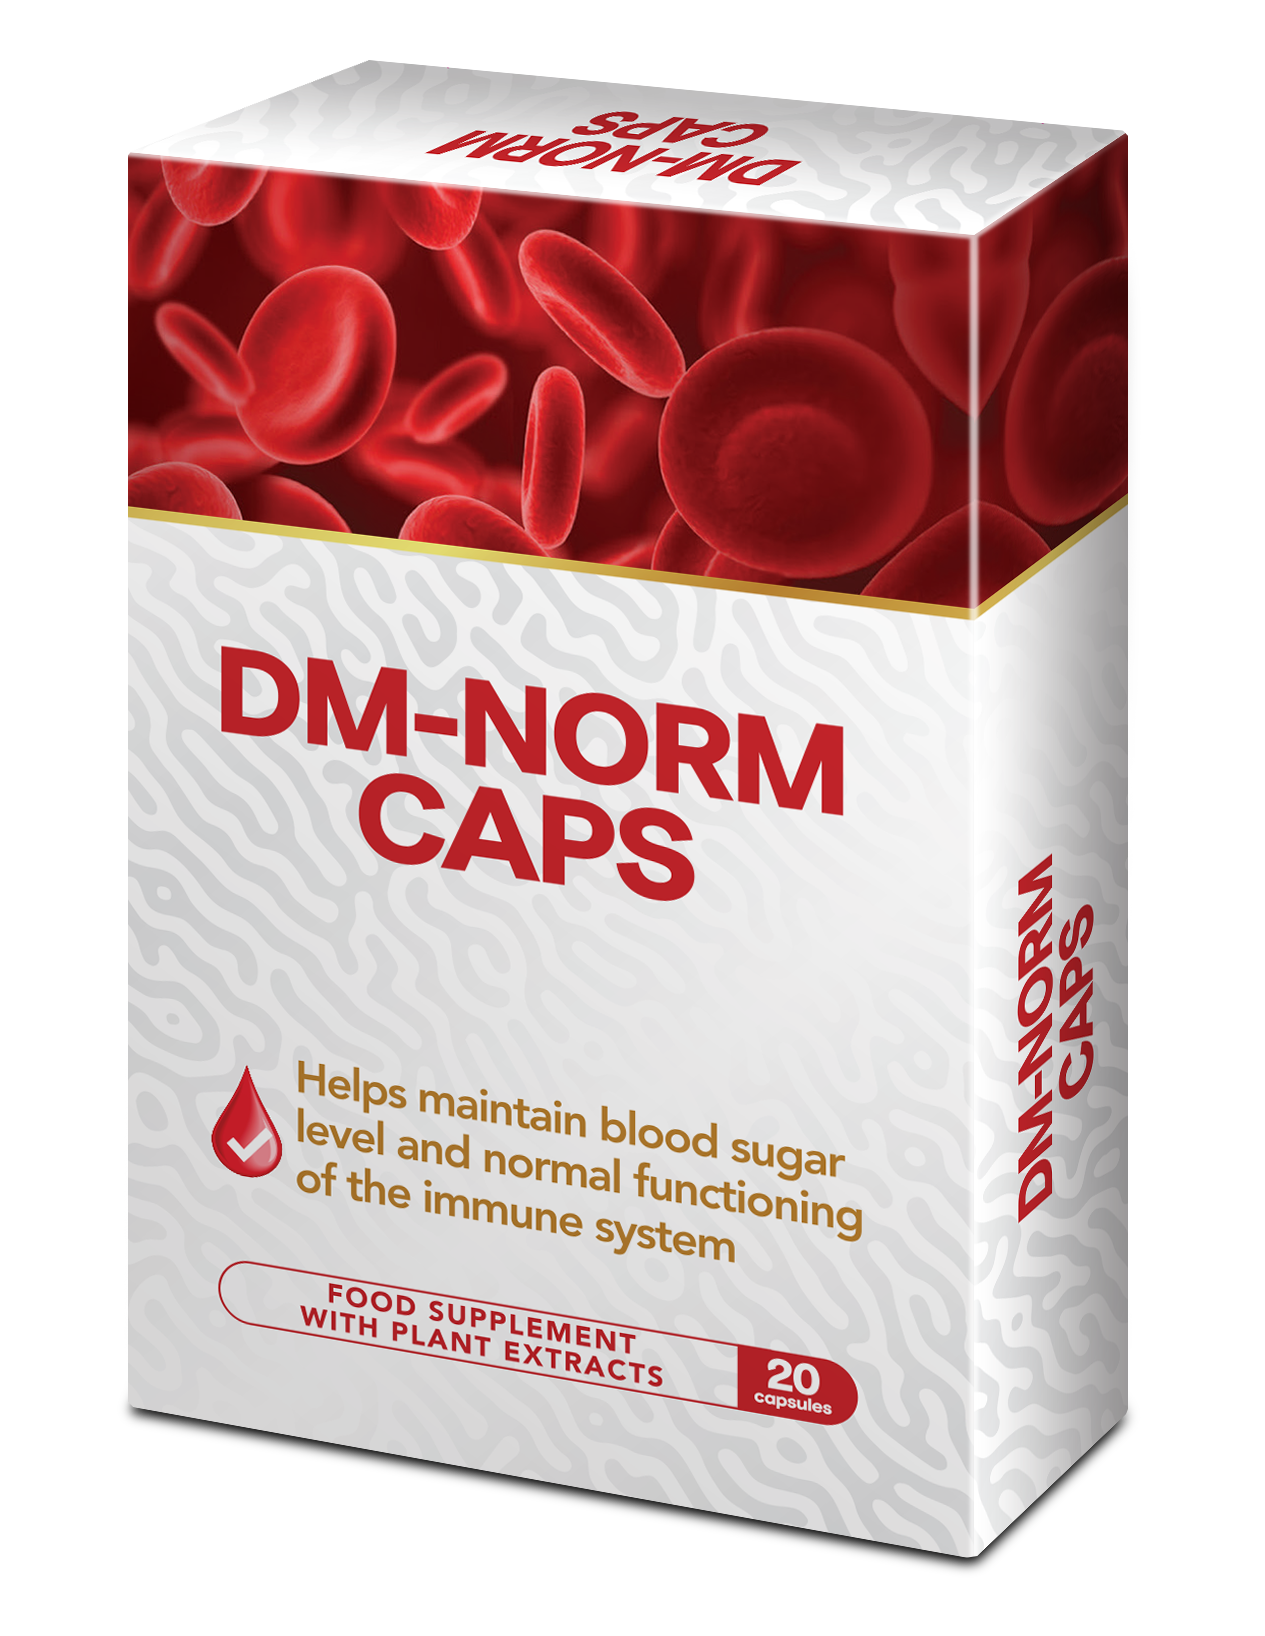 DM-NORM
CAPS
DM-NORM
CAPS
Helps maintain blood sugar
level and normal functioning
of the immune system
FOOD SUPPLEMENT
WITH PLANT EXTRACTS
20
capsules
DM-NORM
CAPS